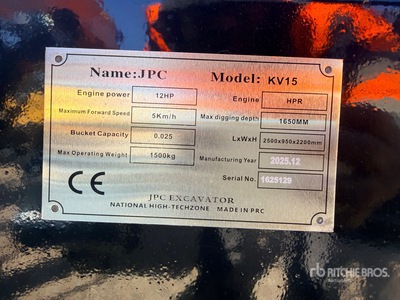 Name:JPC Model: KV15
Engine power 12HP Engine HPR
Maximum Forward Speed 5Km/h Max digging depth 1650MM
Bucket Capacity 0.025 LxWxH 2500x950x2200mm
Max Operating Weight 1500kg Manufacturing Year 2025.12
Serial No. 1625129
CE
JPC EXCAVATOR
NATIONAL HIGH-TECHZONE MADE IN PRC
rb RITCHIE BROS.